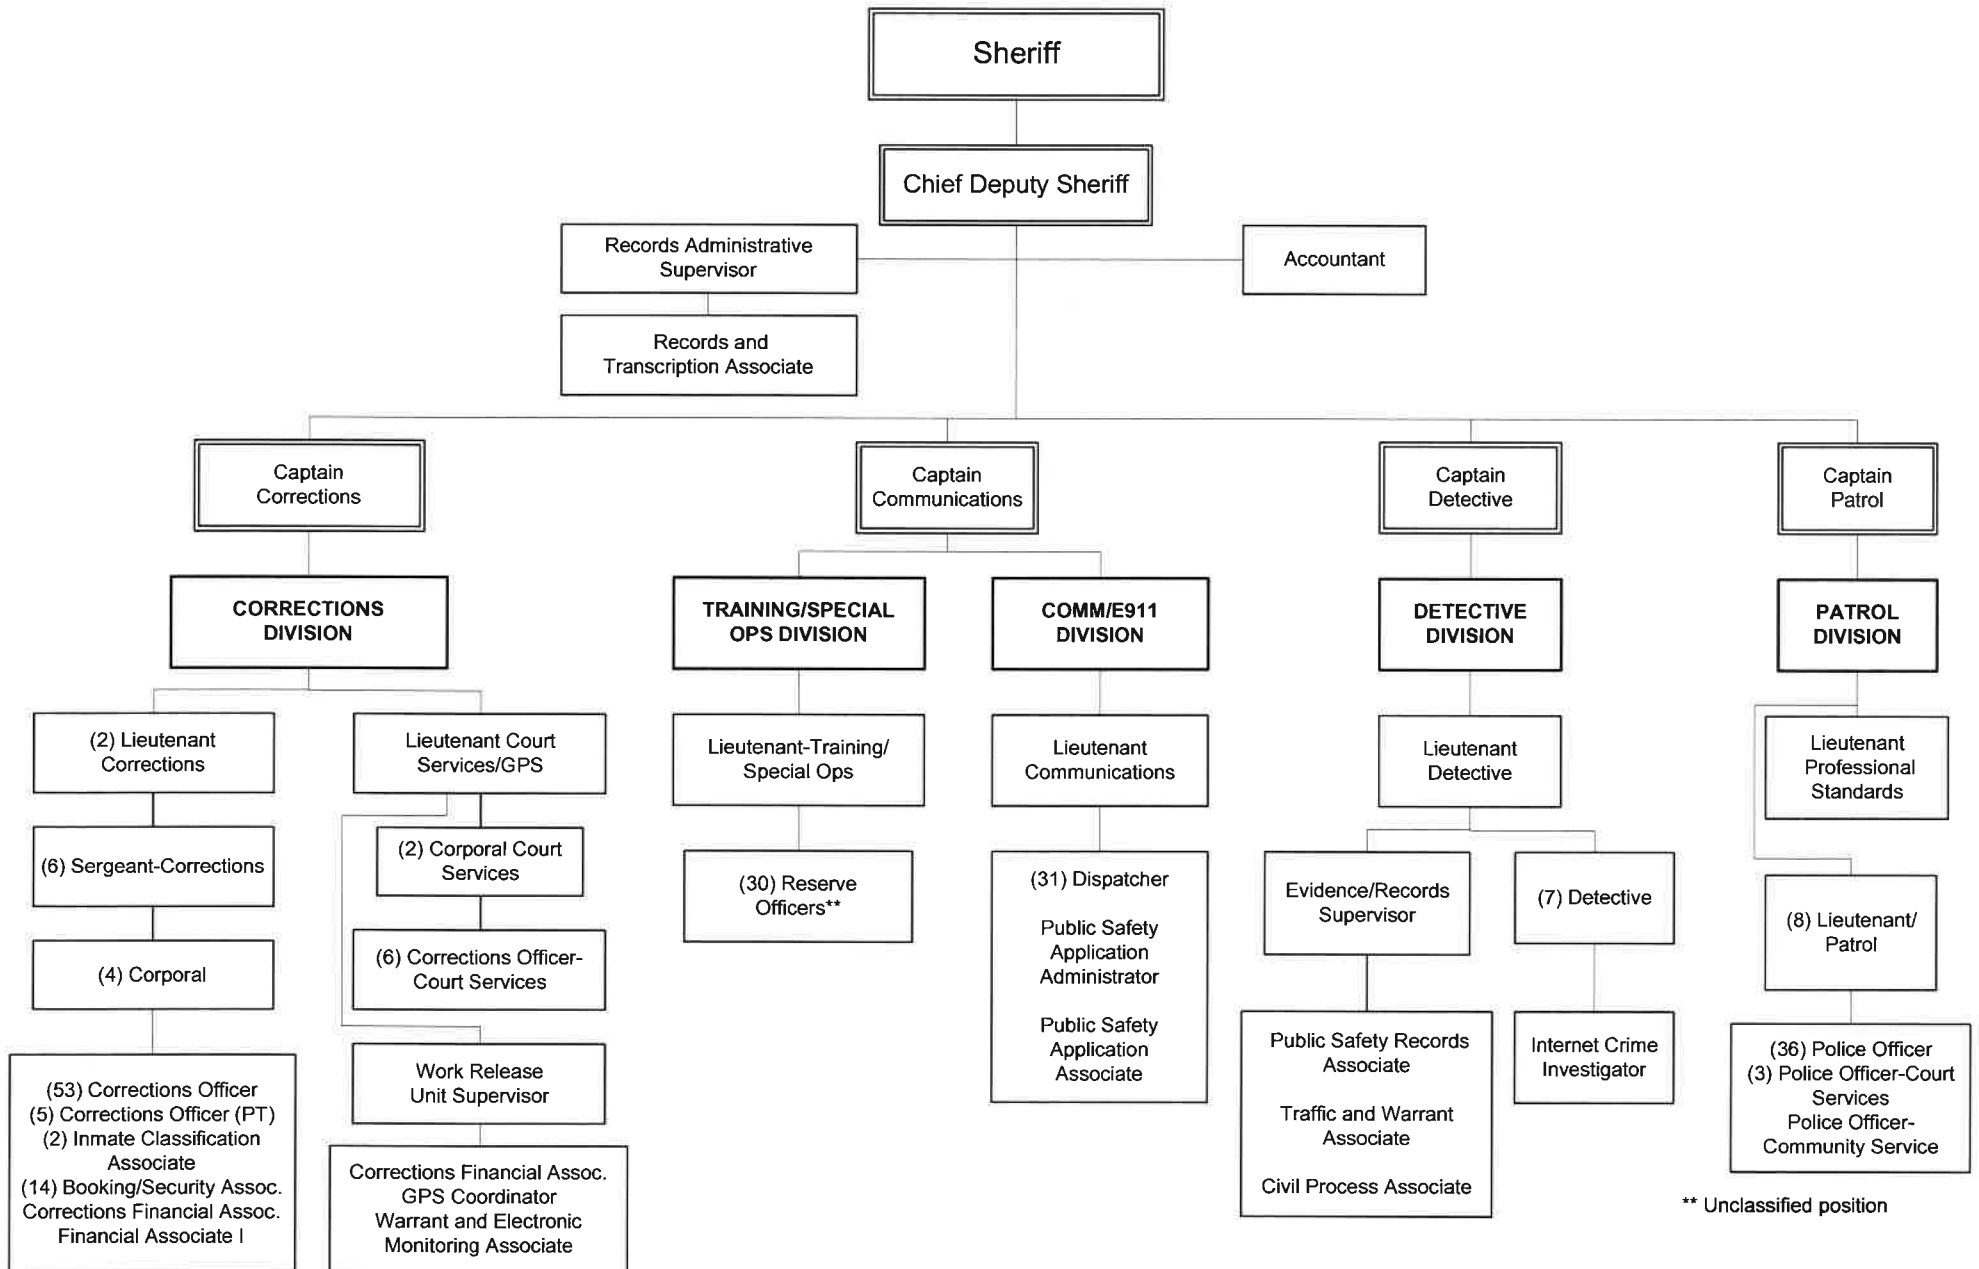 Sheriff
Chief Deputy Sheriff
Records Administrative
Supervisor
Accountant
Records and
Transcription Associate
Captain
Corrections
Captain
Communications
Captain
Detective
Captain
Patrol
CORRECTIONS
DIVISION
TRAINING/SPECIAL
OPS DIVISION
COMM/E911
DIVISION
DETECTIVE
DIVISION
PATROL
DIVISION
(2) Lieutenant
Corrections
Lieutenant Court
Services/GPS
Lieutenant-Training/
Special Ops
Lieutenant
Communications
Lieutenant
Detective
Lieutenant
Professional
Standards
(6) Sergeant-Corrections
(2) Corporal Court
Services
(30) Reserve
Officers**
(31) Dispatcher
Public Safety
Application
Administrator
Public Safety
Application
Associate
Evidence/Records
Supervisor
(7) Detective
(8) Lieutenant/
Patrol
(4) Corporal
(6) Corrections Officer-
Court Services
Public Safety Records
Associate
Traffic and Warrant
Associate
Civil Process Associate
Internet Crime
Investigator
(36) Police Officer
(3) Police Officer-Court
Services
Police Officer-
Community Service
Work Release
Unit Supervisor
(53) Corrections Officer
(5) Corrections Officer (PT)
(2) Inmate Classification
Associate
(14) Booking/Security Assoc.
Corrections Financial Assoc.
Financial Associate I
Corrections Financial Assoc.
GPS Coordinator
Warrant and Electronic
Monitoring Associate
** Unclassified position